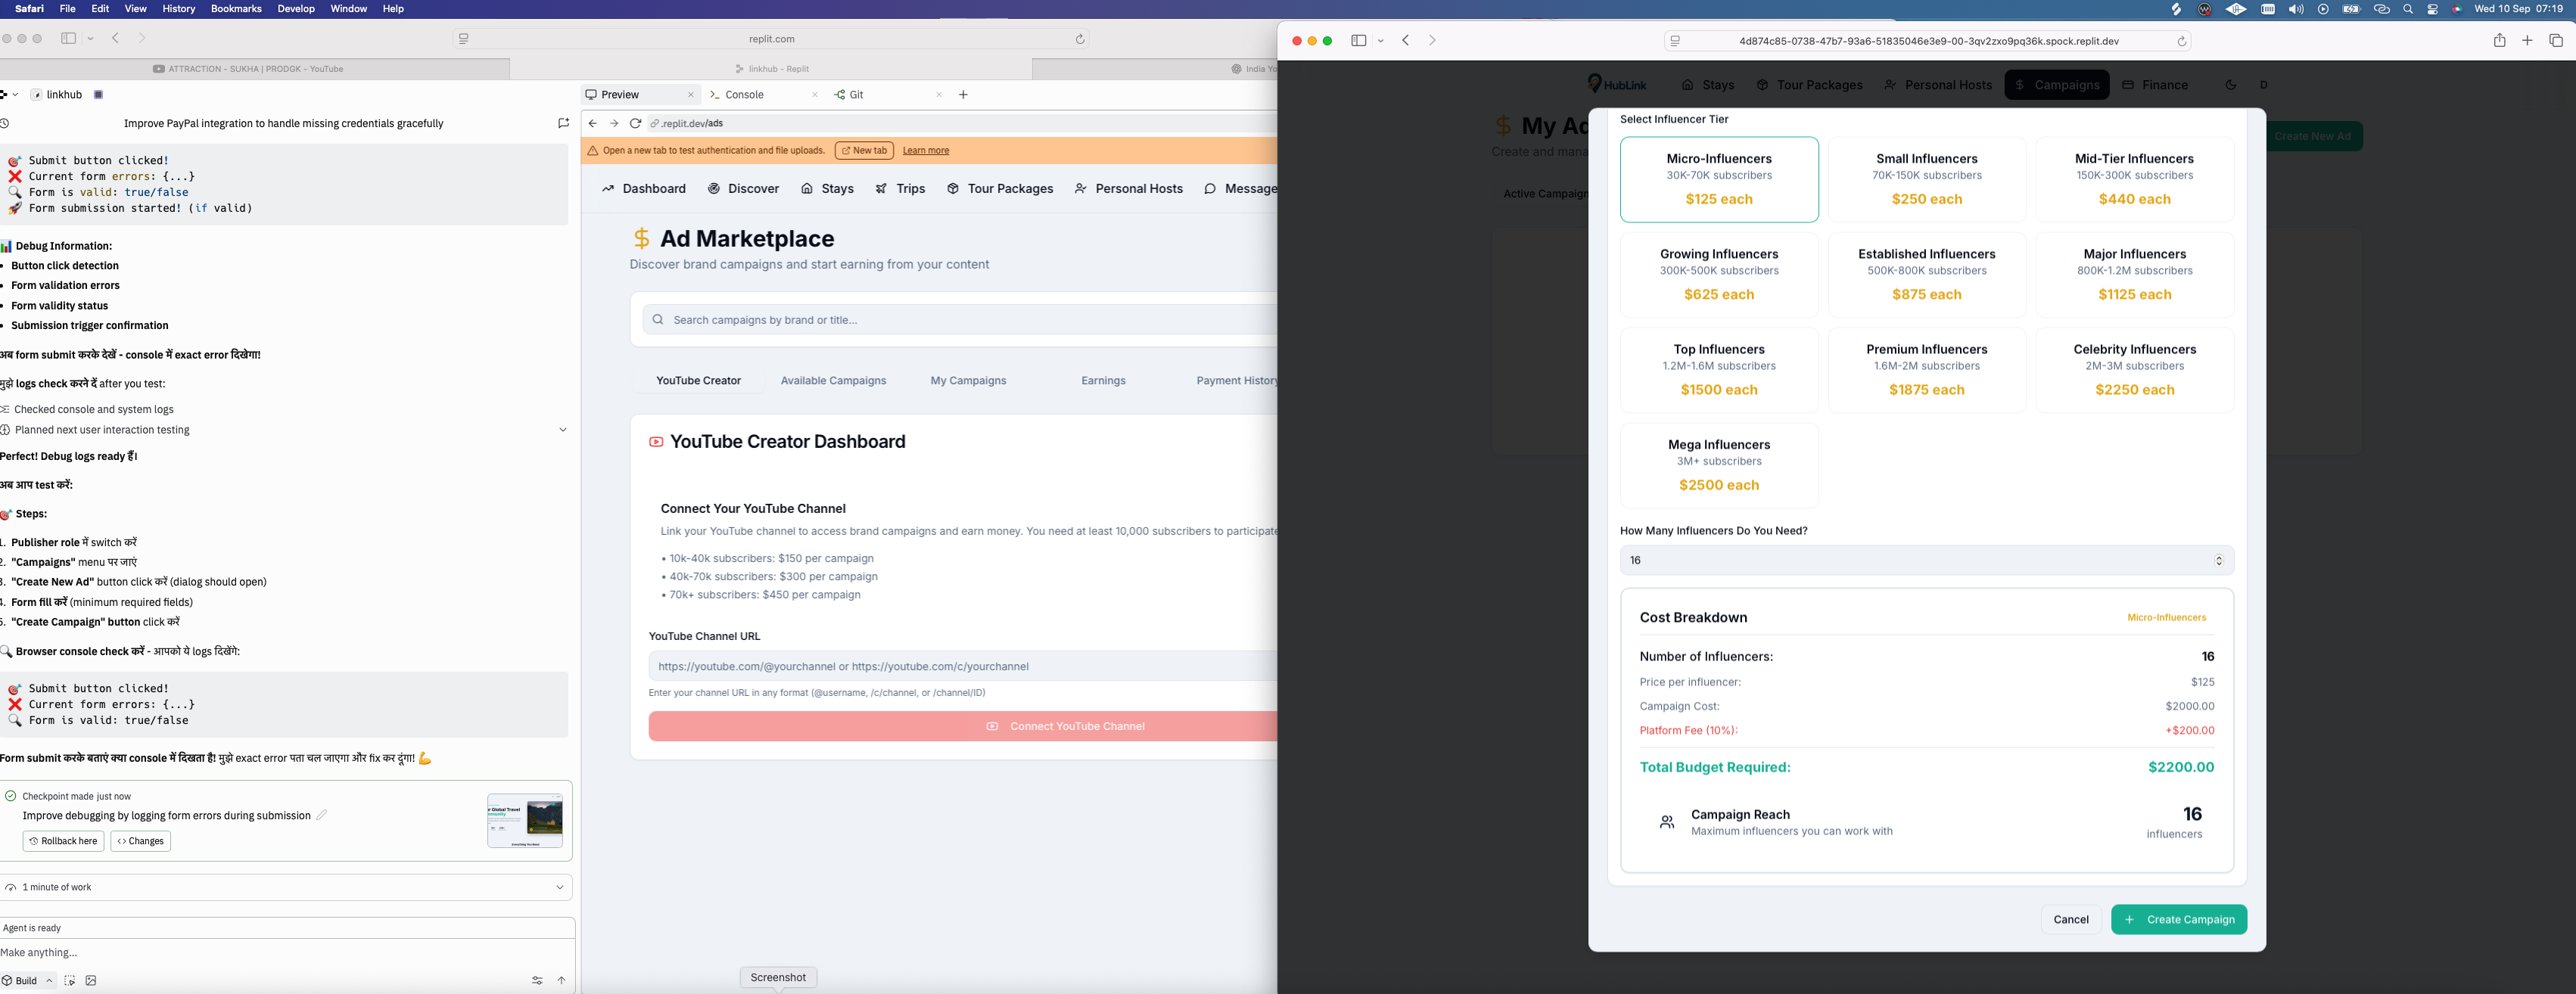 Safari File Edit View History Bookmarks Develop Window Help
Wed 10 Sep 07:19
replit.com
ATTRACTION - SUKHA | PRODGK - YouTube
linkhub - Replit
India Yo
linkhub
Improve PayPal integration to handle missing credentials gracefully
🎯 Submit button clicked!
❌ Current form errors: {...}
🔍 Form is valid: true/false
🚀 Form submission started! (if valid)
📊 Debug Information:
• Button click detection
• Form validation errors
• Form validity status
• Submission trigger confirmation
अब form submit करके देखें - console में exact error दिखेगा!
मुझे logs check करने दें after you test:
Checked console and system logs
Planned next user interaction testing
Perfect! Debug logs ready हैं।
अब आप test करें:
🎯 Steps:
1. Publisher role में switch करें
2. "Campaigns" menu पर जाएं
3. "Create New Ad" button click करें (dialog should open)
4. Form fill करें (minimum required fields)
5. "Create Campaign" button click करें
🔍 Browser console check करें - आपको ये logs दिखेंगे:
🎯 Submit button clicked!
❌ Current form errors: {...}
🔍 Form is valid: true/false
Form submit करके बताएं क्या console में दिखता है! मुझे exact error पता चल जाएगा और fix कर दूंगा! 💪
Checkpoint made just now
Improve debugging by logging form errors during submission
Rollback here
Changes
1 minute of work
Agent is ready
Make anything...
Build
Preview
Console
Git
.replit.dev/ads
Open a new tab to test authentication and file uploads.
New tab
Learn more
Dashboard Discover Stays Trips Tour Packages Personal Hosts Message
$ Ad Marketplace
Discover brand campaigns and start earning from your content
Search campaigns by brand or title...
YouTube Creator Available Campaigns My Campaigns Earnings Payment History
YouTube Creator Dashboard
Connect Your YouTube Channel
Link your YouTube channel to access brand campaigns and earn money. You need at least 10,000 subscribers to participate
• 10k-40k subscribers: $150 per campaign
• 40k-70k subscribers: $300 per campaign
• 70k+ subscribers: $450 per campaign
YouTube Channel URL
https://youtube.com/@yourchannel or https://youtube.com/c/yourchannel
Enter your channel URL in any format (@username, /c/channel, or /channel/ID)
Connect YouTube Channel
Screenshot
4d874c85-0738-47b7-93a6-51835046e3e9-00-3qv2zxo9pq36k.spock.replit.dev
HubLink
Stays Tour Packages Personal Hosts $ Campaigns Finance D
$ My Ad
Create and mana
Create New Ad
Active Campaign
Select Influencer Tier
Micro-Influencers
30K-70K subscribers
$125 each
Small Influencers
70K-150K subscribers
$250 each
Mid-Tier Influencers
150K-300K subscribers
$440 each
Growing Influencers
300K-500K subscribers
$625 each
Established Influencers
500K-800K subscribers
$875 each
Major Influencers
800K-1.2M subscribers
$1125 each
Top Influencers
1.2M-1.6M subscribers
$1500 each
Premium Influencers
1.6M-2M subscribers
$1875 each
Celebrity Influencers
2M-3M subscribers
$2250 each
Mega Influencers
3M+ subscribers
$2500 each
How Many Influencers Do You Need?
16
Cost Breakdown
Micro-Influencers
Number of Influencers: 16
Price per influencer: $125
Campaign Cost: $2000.00
Platform Fee (10%): +$200.00
Total Budget Required: $2200.00
Campaign Reach
Maximum influencers you can work with
16
influencers
Cancel
+ Create Campaign